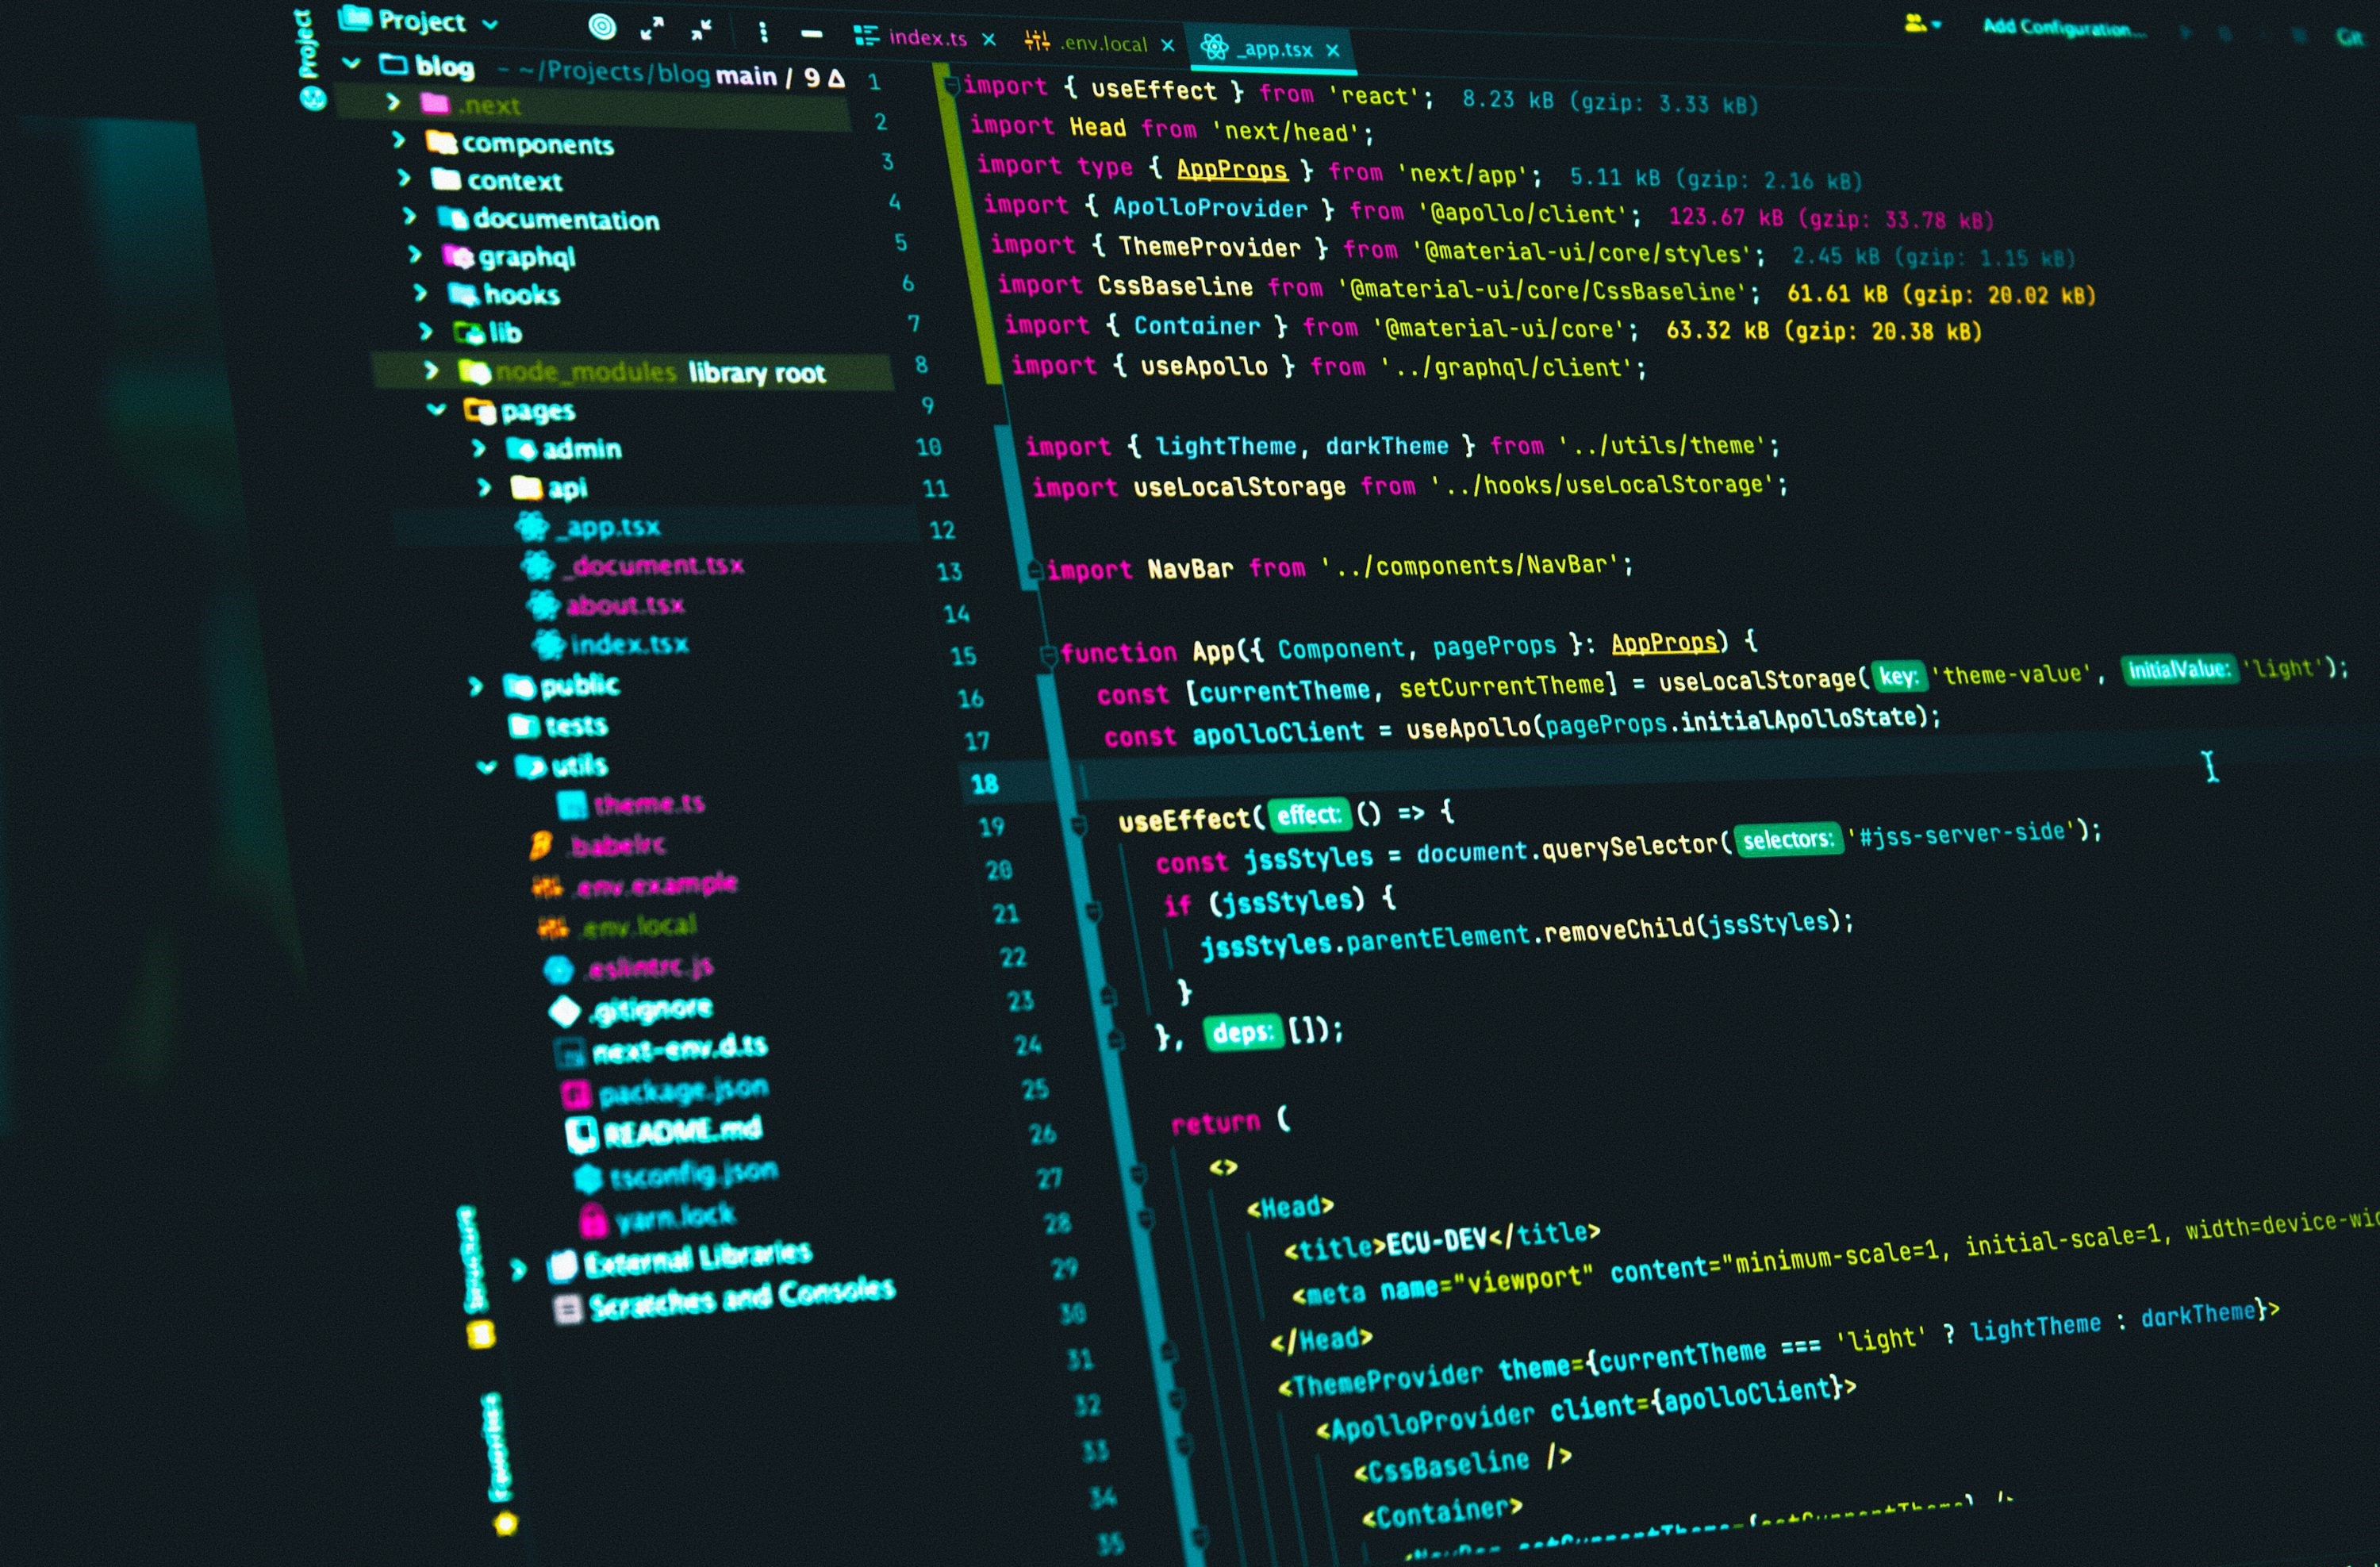 Project
Project
index.ts
.env.local
_app.tsx
Add Configuration...
Git
blog ~/Projects/blog main / 9 Δ
.next
components
context
documentation
graphql
hooks
lib
node_modules library root
pages
admin
api
_app.tsx
_document.tsx
about.tsx
index.tsx
public
tests
utils
theme.ts
.babelrc
.env.example
.env.local
.eslintrc.js
.gitignore
next-env.d.ts
package.json
README.md
tsconfig.json
yarn.lock
External Libraries
Scratches and Consoles
Structure
Favorites
1 import { useEffect } from 'react'; 8.23 kB (gzip: 3.33 kB)
2 import Head from 'next/head';
3 import type { AppProps } from 'next/app'; 5.11 kB (gzip: 2.16 kB)
4 import { ApolloProvider } from '@apollo/client'; 123.67 kB (gzip: 33.78 kB)
5 import { ThemeProvider } from '@material-ui/core/styles'; 2.45 kB (gzip: 1.15 kB)
6 import CssBaseline from '@material-ui/core/CssBaseline'; 61.61 kB (gzip: 20.02 kB)
7 import { Container } from '@material-ui/core'; 63.32 kB (gzip: 20.38 kB)
8 import { useApollo } from '../graphql/client';
9
10 import { lightTheme, darkTheme } from '../utils/theme';
11 import useLocalStorage from '../hooks/useLocalStorage';
12
13 import NavBar from '../components/NavBar';
14
15 function App({ Component, pageProps }: AppProps) {
16 const [currentTheme, setCurrentTheme] = useLocalStorage( key: 'theme-value', initialValue: 'light');
17 const apolloClient = useApollo(pageProps.initialApolloState);
18
19 useEffect( effect: () => {
20 const jssStyles = document.querySelector( selectors: '#jss-server-side');
21 if (jssStyles) {
22 jssStyles.parentElement.removeChild(jssStyles);
23 }
24 }, deps: []);
25
26 return (
27 <>
28 <Head>
29 <title>ECU-DEV</title>
30 <meta name="viewport" content="minimum-scale=1, initial-scale=1, width=device-wid
31 </Head>
32 <ThemeProvider theme={currentTheme === 'light' ? lightTheme : darkTheme}>
33 <ApolloProvider client={apolloClient}>
34 <CssBaseline />
35 <Container>
<NavBar setCurrentTheme={setCurrentTheme} />